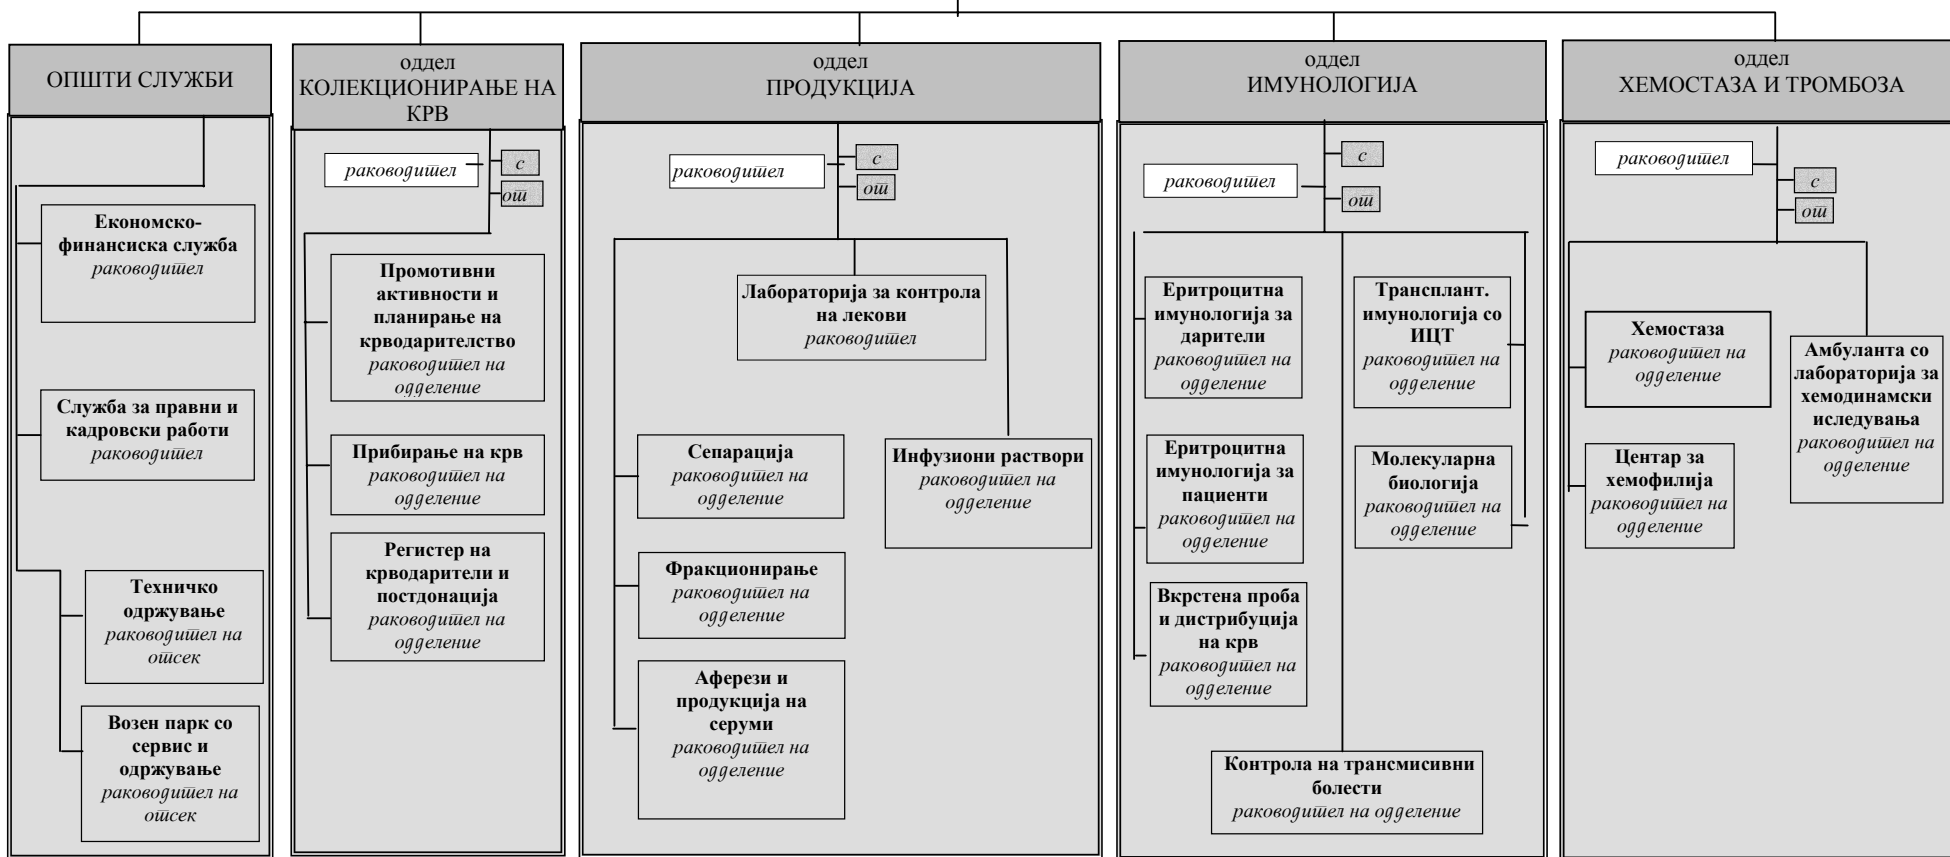 ОПШТИ СЛУЖБИ
Економско-
финансиска служба
раководител
Служба за правни и
кадровски работи
раководител
Техничко
одржување
раководител на
отсек
Возен парк со
сервис и
одржување
раководител на
отсек
оддел
КОЛЕКЦИОНИРАЊЕ НА
КРВ
раководител
с
от
Промотивни
активности и
планирање на
крводарителство
раководител на
одделение
Прибирање на крв
раководител на
одделение
Регистер на
крводарители и
постдонација
раководител на
одделение
оддел
ПРОДУКЦИЈА
раководител
с
от
Лабораторија за контрола
на лекови
раководител
Сепарација
раководител на
одделение
Инфузиони раствори
раководител на
одделение
Фракционирање
раководител на
одделение
Аферези и
продукција на
серуми
раководител на
одделение
оддел
ИМУНОЛОГИЈА
раководител
с
от
Еритроцитна
имунологија за
дарители
раководител на
одделение
Трансплант.
имунологија со
ИЦТ
раководител на
одделение
Еритроцитна
имунологија за
пациенти
раководител на
одделение
Молекуларна
биологија
раководител на
одделение
Вкрстена проба
и дистрибуција
на крв
раководител на
одделение
Контрола на трансмисивни
болести
раководител на одделение
оддел
ХЕМОСТАЗА И ТРОМБОЗА
раководител
с
от
Хемостаза
раководител на
одделение
Амбуланта со
лабораторија за
хемодинамски
иследувања
раководител на
одделение
Центар за
хемофилија
раководител на
одделение